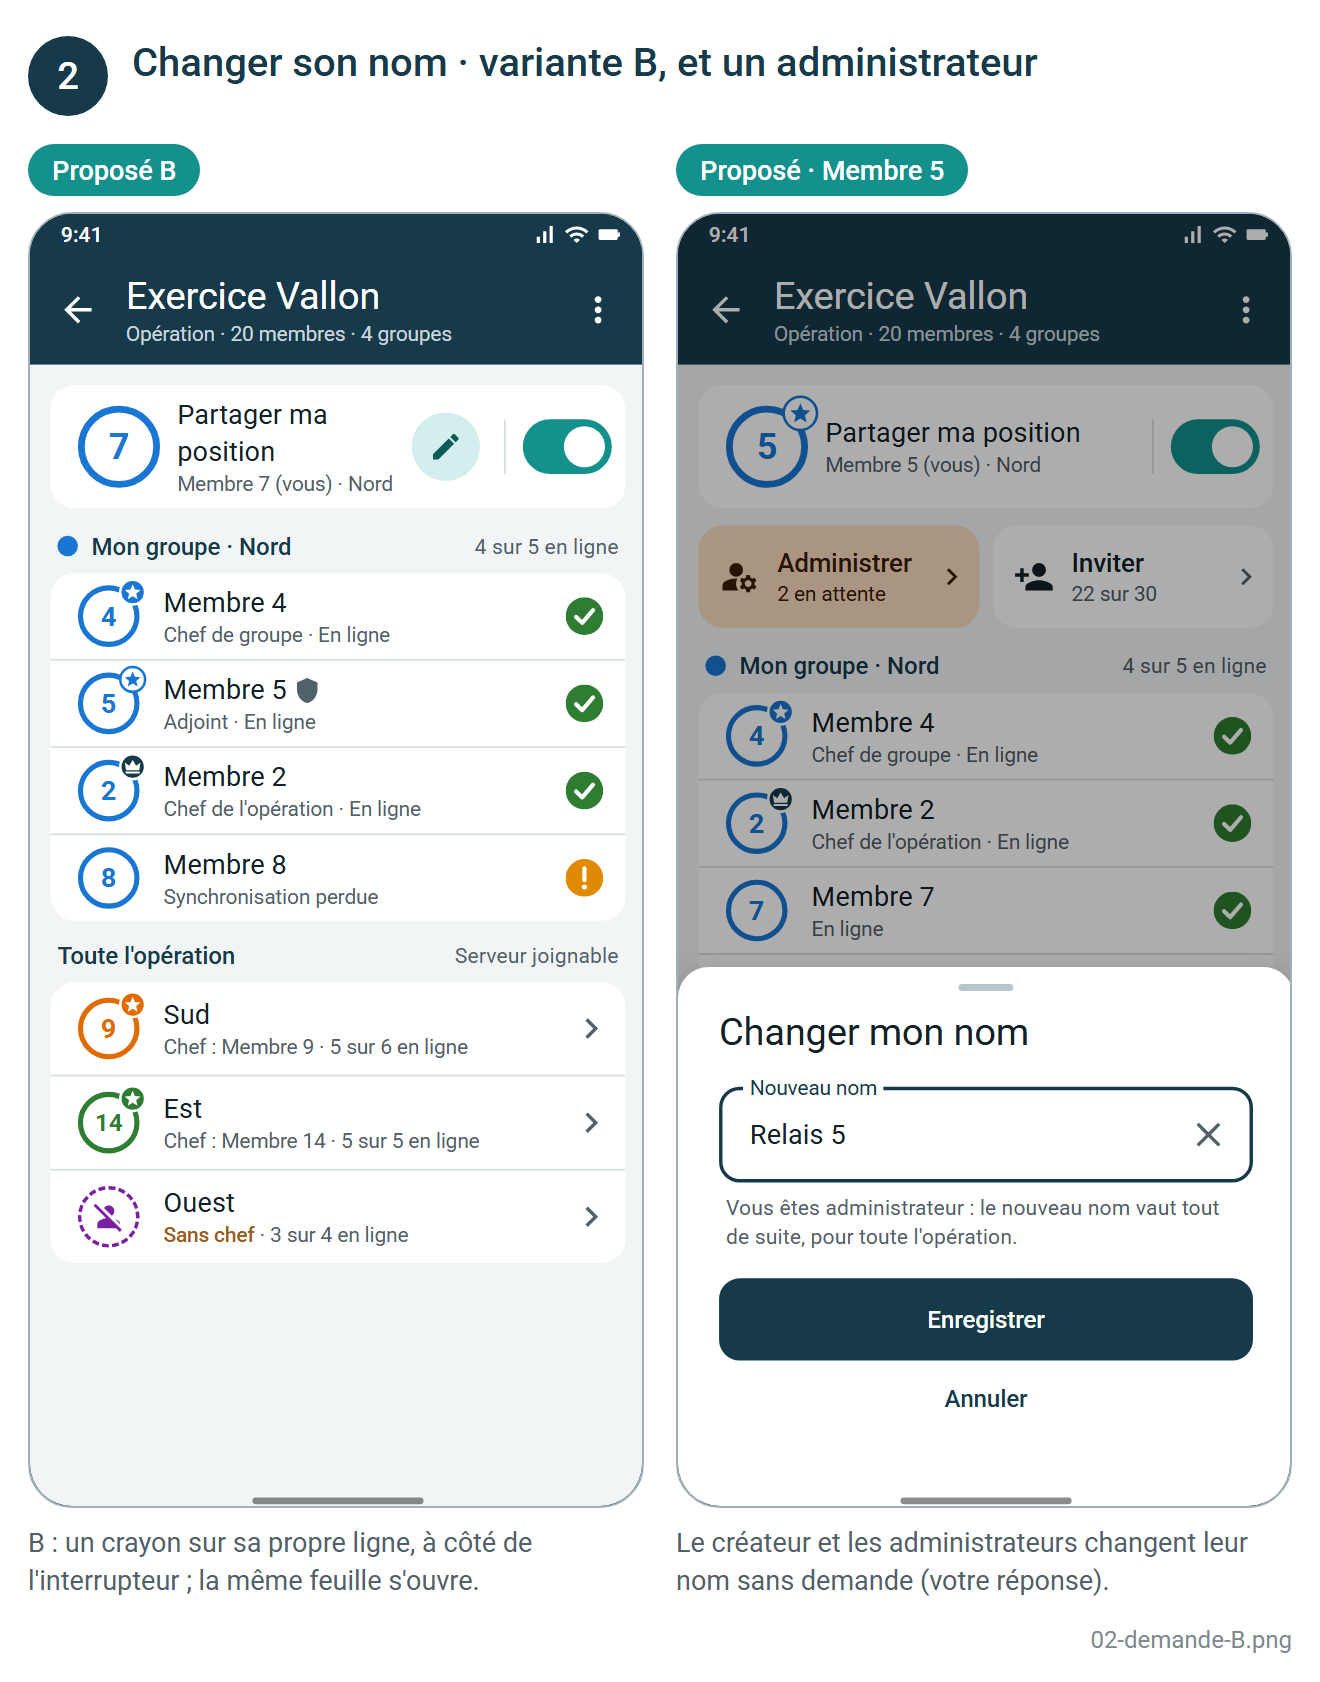 2
Changer son nom · variante B, et un administrateur
Proposé B
9:41
Exercice Vallon
Opération · 20 membres · 4 groupes
7
Partager ma
position
Membre 7 (vous) · Nord
Mon groupe · Nord
4 sur 5 en ligne
4
Membre 4
Chef de groupe · En ligne
5
Membre 5
Adjoint · En ligne
2
Membre 2
Chef de l'opération · En ligne
8
Membre 8
Synchronisation perdue
Toute l'opération
Serveur joignable
9
Sud
Chef : Membre 9 · 5 sur 6 en ligne
14
Est
Chef : Membre 14 · 5 sur 5 en ligne
Ouest
Sans chef · 3 sur 4 en ligne
B : un crayon sur sa propre ligne, à côté de
l'interrupteur ; la même feuille s'ouvre.
Proposé · Membre 5
9:41
Exercice Vallon
Opération · 20 membres · 4 groupes
5
Partager ma position
Membre 5 (vous) · Nord
Administrer
2 en attente
Inviter
22 sur 30
Mon groupe · Nord
4 sur 5 en ligne
4
Membre 4
Chef de groupe · En ligne
2
Membre 2
Chef de l'opération · En ligne
7
Membre 7
En ligne
Changer mon nom
Nouveau nom
Relais 5
Vous êtes administrateur : le nouveau nom vaut tout
de suite, pour toute l'opération.
Enregistrer
Annuler
Le créateur et les administrateurs changent leur
nom sans demande (votre réponse).
02-demande-B.png